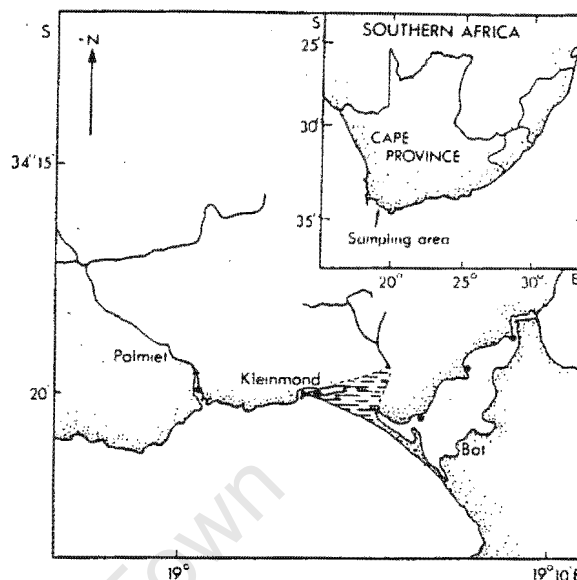 S
N
34°15'
20'
Palmiet
Kleinmond
Bot
19°
19°10'E
S
SOUTHERN AFRICA
25'
30'
35'
CAPE
PROVINCE
Sampling area
20°
25°
30°
E
Town